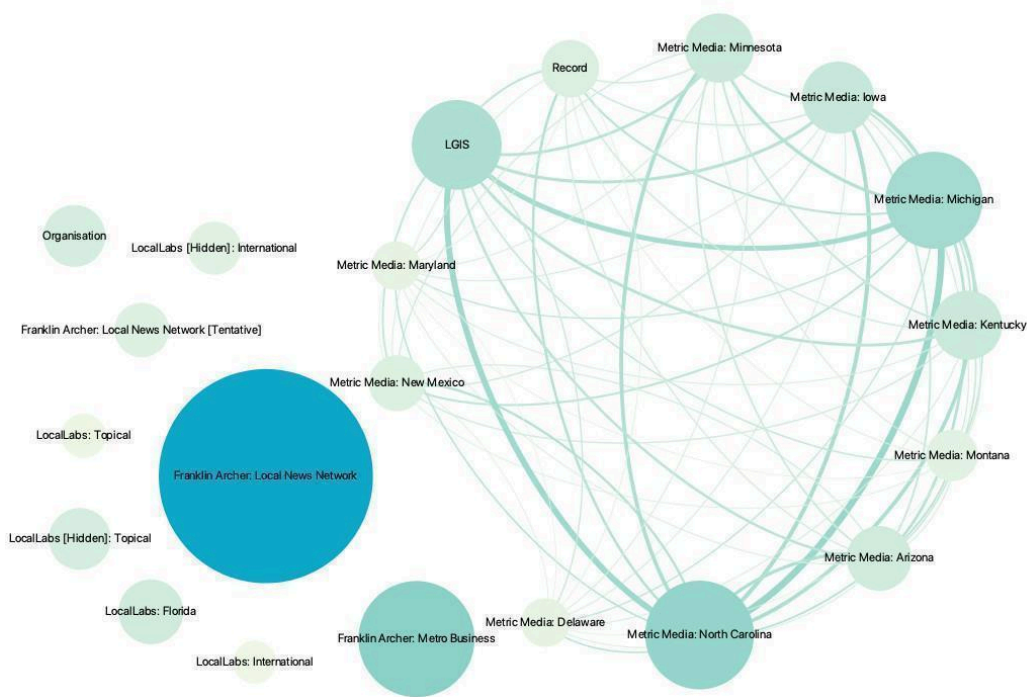 Metric Media: Minnesota
Record
Metric Media: Iowa
LGIS
Metric Media: Michigan
Organisation
LocalLabs [Hidden]: International
Metric Media: Maryland
Franklin Archer: Local News Network [Tentative]
Metric Media: Kentucky
Metric Media: New Mexico
LocalLabs: Topical
Metric Media: Montana
Franklin Archer: Local News Network
LocalLabs [Hidden]: Topical
Metric Media: Arizona
LocalLabs: Florida
Metric Media: Delaware
Metric Media: North Carolina
Franklin Archer: Metro Business
LocalLabs: International